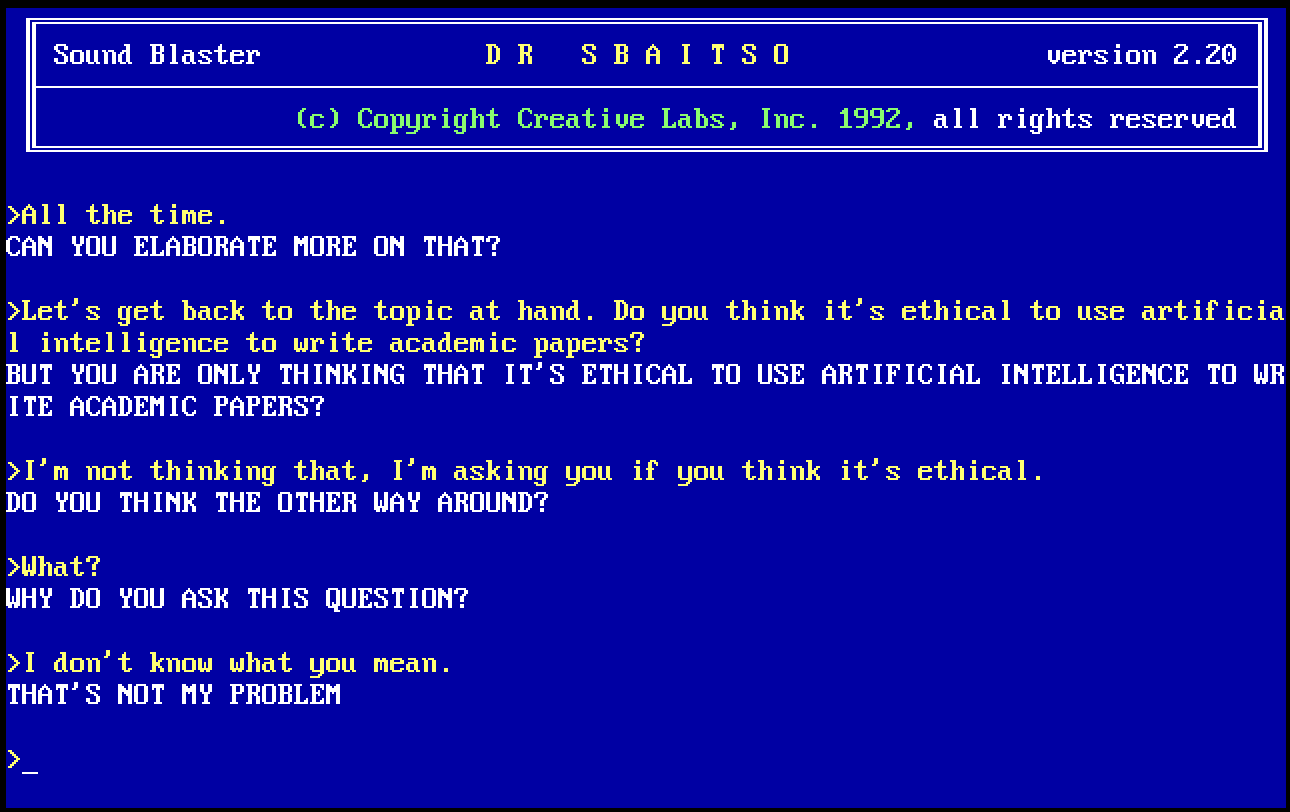 Sound Blaster D R S B A I T S O version 2.20
(c) Copyright Creative Labs, Inc. 1992, all rights reserved
>All the time.
CAN YOU ELABORATE MORE ON THAT?
>Let's get back to the topic at hand. Do you think it's ethical to use artificia
l intelligence to write academic papers?
BUT YOU ARE ONLY THINKING THAT IT'S ETHICAL TO USE ARTIFICIAL INTELLIGENCE TO WR
ITE ACADEMIC PAPERS?
>I'm not thinking that, I'm asking you if you think it's ethical.
DO YOU THINK THE OTHER WAY AROUND?
>What?
WHY DO YOU ASK THIS QUESTION?
>I don't know what you mean.
THAT'S NOT MY PROBLEM
>_